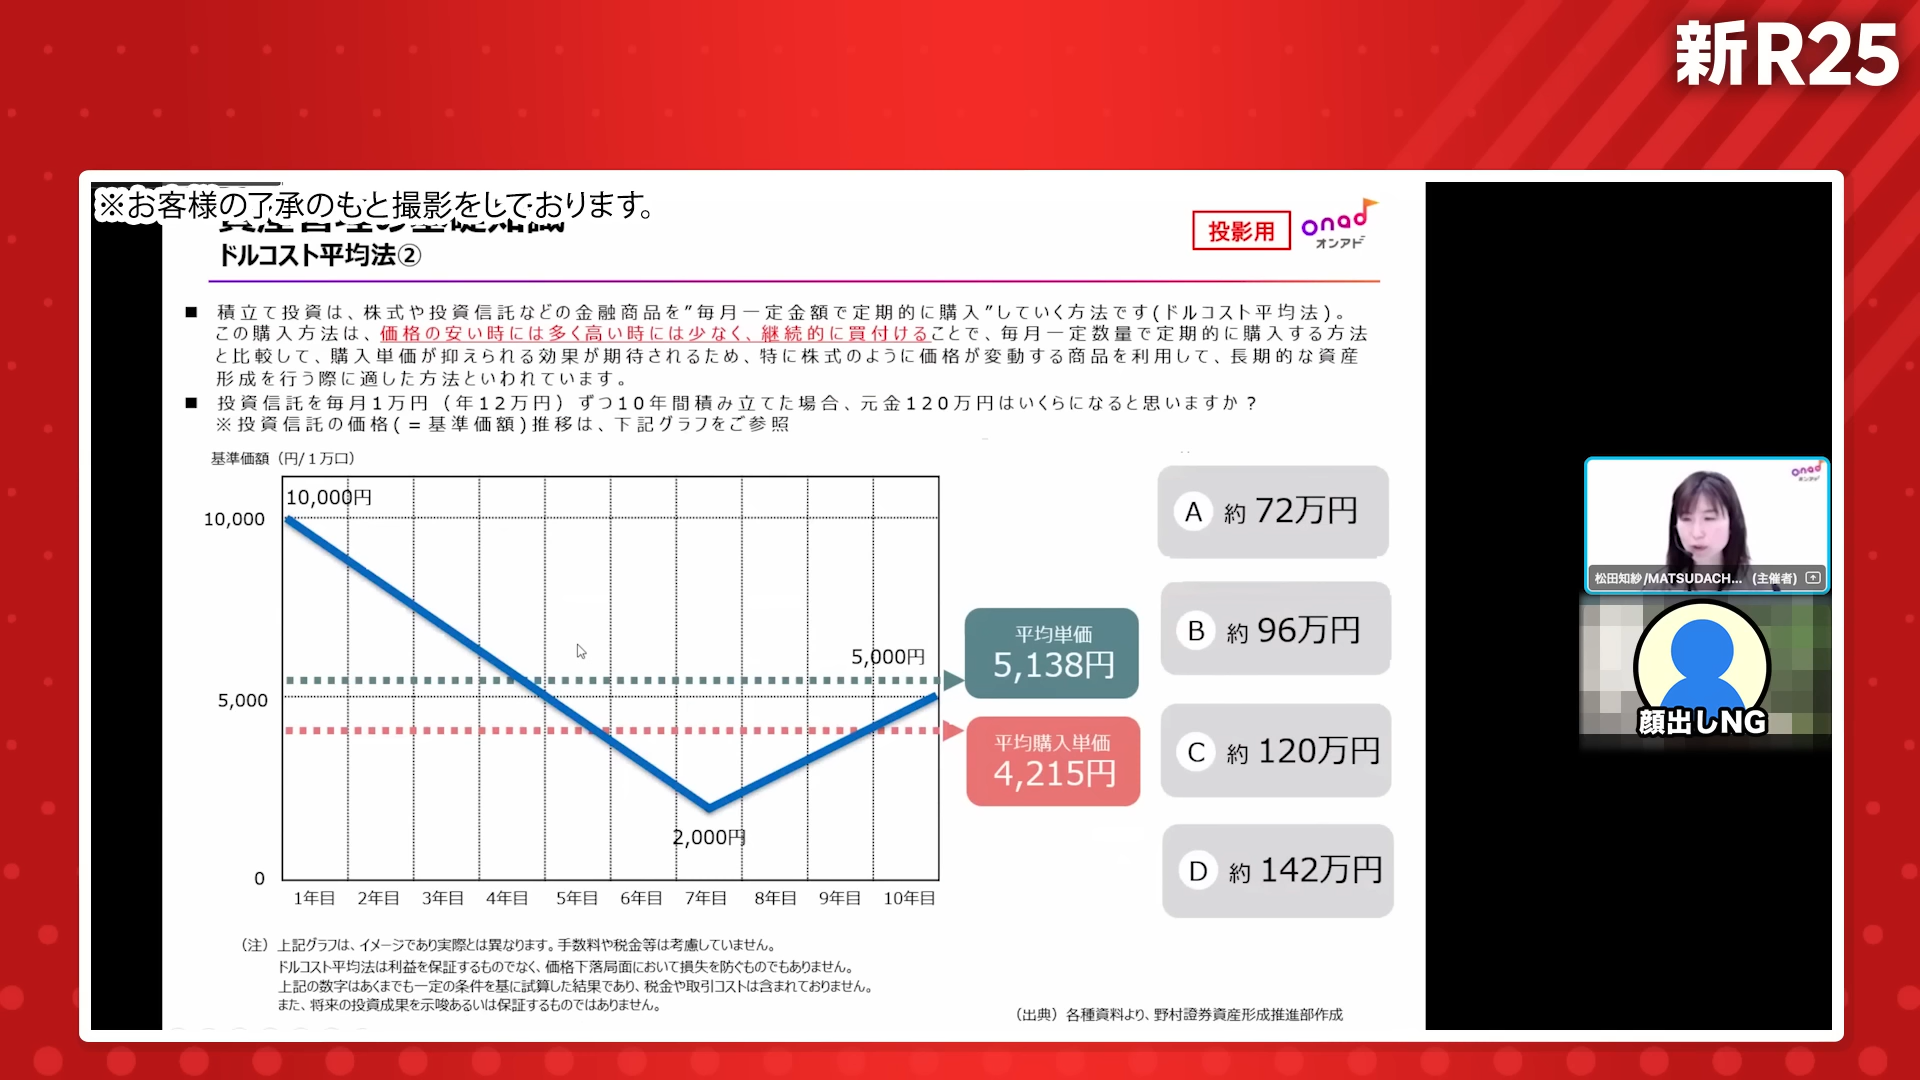 新R25
※お客様の了承のもと撮影をしております。
ドルコスト平均法②
投影用
onad
オンアド
■ 積立て投資は、株式や投資信託などの金融商品を”毎月一定金額で定期的に購入”していく方法です(ドルコスト平均法)。
この購入方法は、価格の安い時には多く高い時には少なく、継続的に買付けることで、毎月一定数量で定期的に購入する方法
と比較して、購入単価が抑えられる効果が期待されるため、特に株式のように価格が変動する商品を利用して、長期的な資産
形成を行う際に適した方法といわれています。
■ 投資信託を毎月1万円（年12万円）ずつ10年間積み立てた場合、元金120万円はいくらになると思いますか？
※投資信託の価格(＝基準価額)推移は、下記グラフをご参照
基準価額（円/１万口）
10,000円
10,000
5,000円
5,000
2,000円
0
1年目 2年目 3年目 4年目 5年目 6年目 7年目 8年目 9年目 10年目
平均単価
5,138円
平均購入単価
4,215円
A 約 72万円
B 約 96万円
C 約 120万円
D 約 142万円
（注）上記グラフは、イメージであり実際とは異なります。手数料や税金等は考慮していません。
ドルコスト平均法は利益を保証するものでなく、価格下落局面において損失を防ぐものでもありません。
上記の数字はあくまでも一定の条件を基に試算した結果であり、税金や取引コストは含まれておりません。
また、将来の投資成果を示唆あるいは保証するものではありません。
（出典）各種資料より、野村證券資産形成推進部作成
onad
オンアド
松田知紗/MATSUDACH... (主催者)
顔出しNG